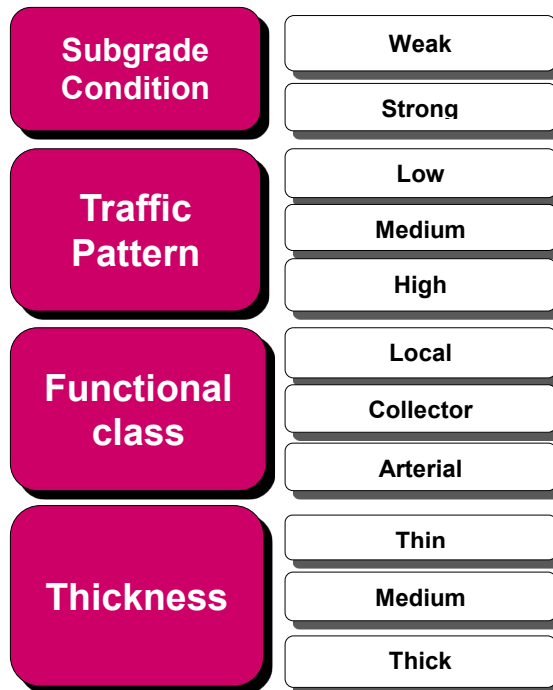 Subgrade
Condition
Weak
Strong
Traffic
Pattern
Low
Medium
High
Functional
class
Local
Collector
Arterial
Thickness
Thin
Medium
Thick